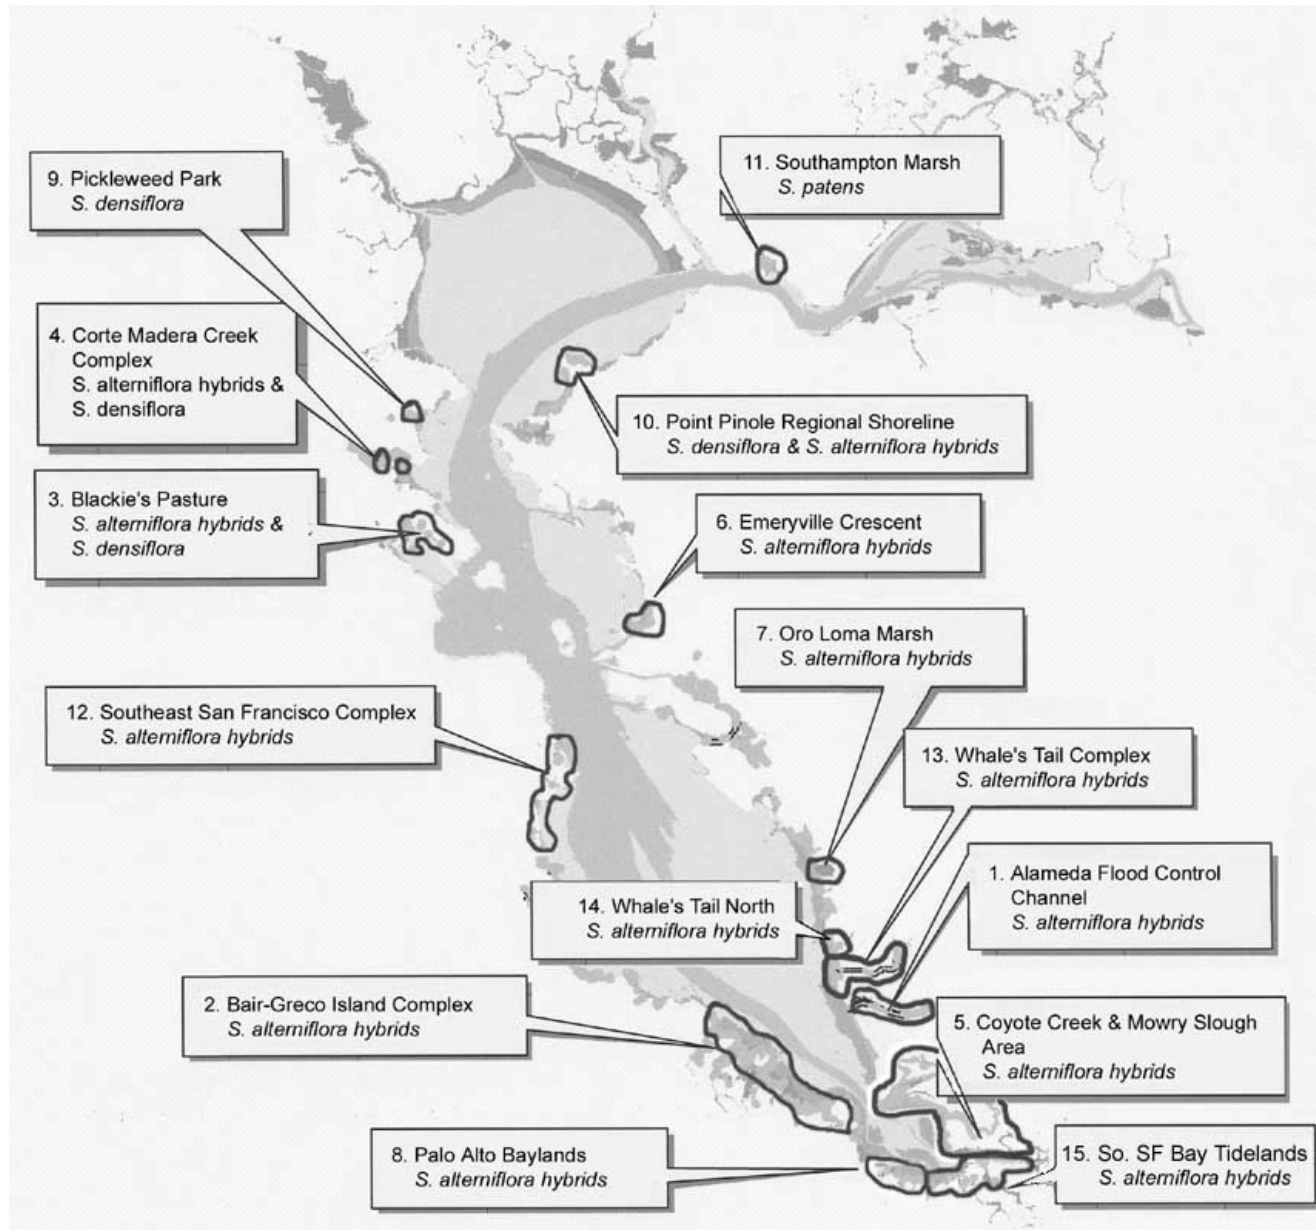 11. Southampton Marsh
S. patens
9. Pickleweed Park
S. densiflora
4. Corte Madera Creek
Complex
S. alterniflora hybrids &
S. densiflora
10. Point Pinole Regional Shoreline
S. densiflora & S. alterniflora hybrids
3. Blackie's Pasture
S. alterniflora hybrids &
S. densiflora
6. Emeryville Crescent
S. alterniflora hybrids
7. Oro Loma Marsh
S. alterniflora hybrids
12. Southeast San Francisco Complex
S. alterniflora hybrids
13. Whale's Tail Complex
S. alterniflora hybrids
1. Alameda Flood Control
Channel
S. alterniflora hybrids
14. Whale's Tail North
S. alterniflora hybrids
2. Bair-Greco Island Complex
S. alterniflora hybrids
5. Coyote Creek & Mowry Slough
Area
S. alterniflora hybrids
8. Palo Alto Baylands
S. alterniflora hybrids
15. So. SF Bay Tidelands
S. alterniflora hybrids